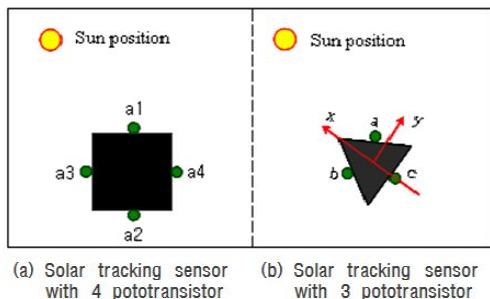 Sun position
a1
a3
a4
a2
(a) Solar tracking sensor
with 4 pototransistor
Sun position
x
a
y
b
c
(b) Solar tracking sensor
with 3 pototransistor